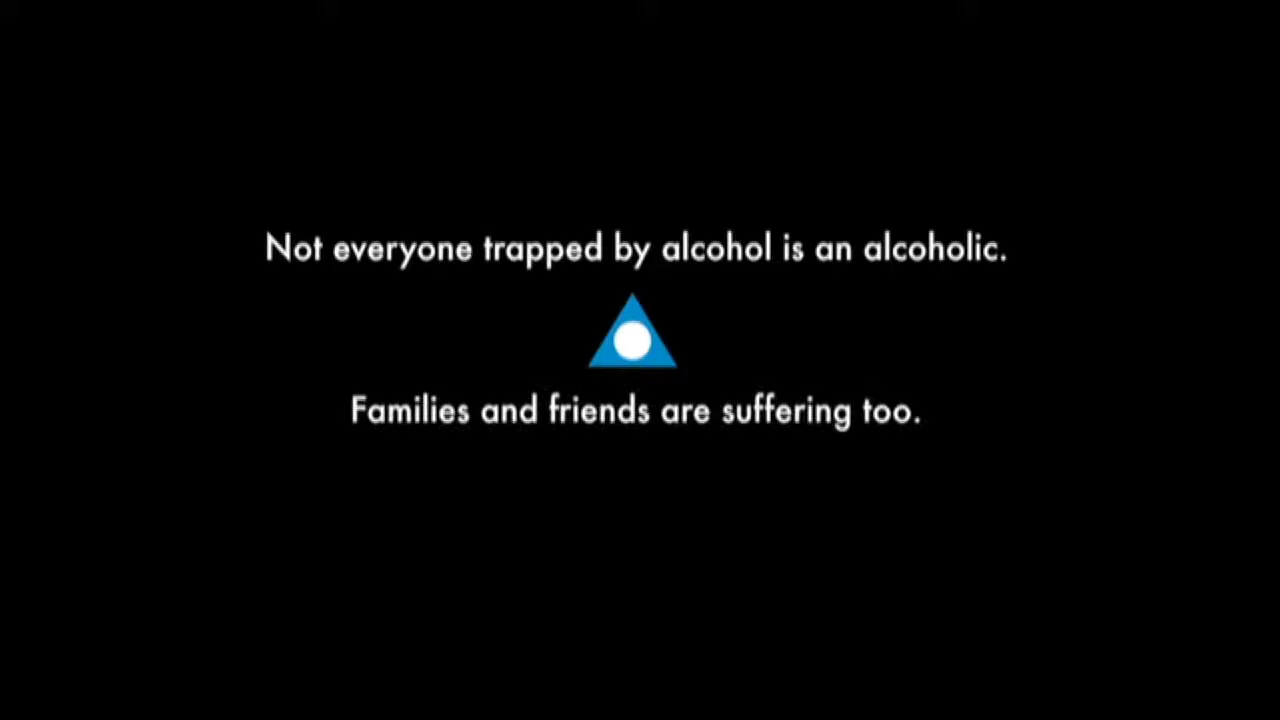 Not everyone trapped by alcohol is an alcoholic.
Families and friends are suffering too.